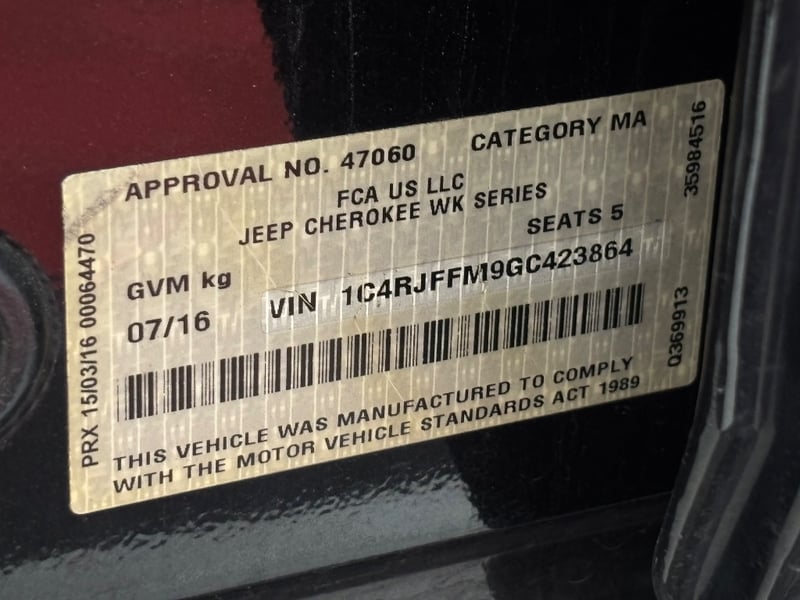 APPROVAL NO. 47060
CATEGORY MA
FCA US LLC
JEEP CHEROKEE WK SERIES
SEATS 5
GVM kg
07/16
VIN 1C4RJFFM9GC423864
THIS VEHICLE WAS MANUFACTURED TO COMPLY
WITH THE MOTOR VEHICLE STANDARDS ACT 1989
PRX 15/03/16 00064470
35984516
Q369913